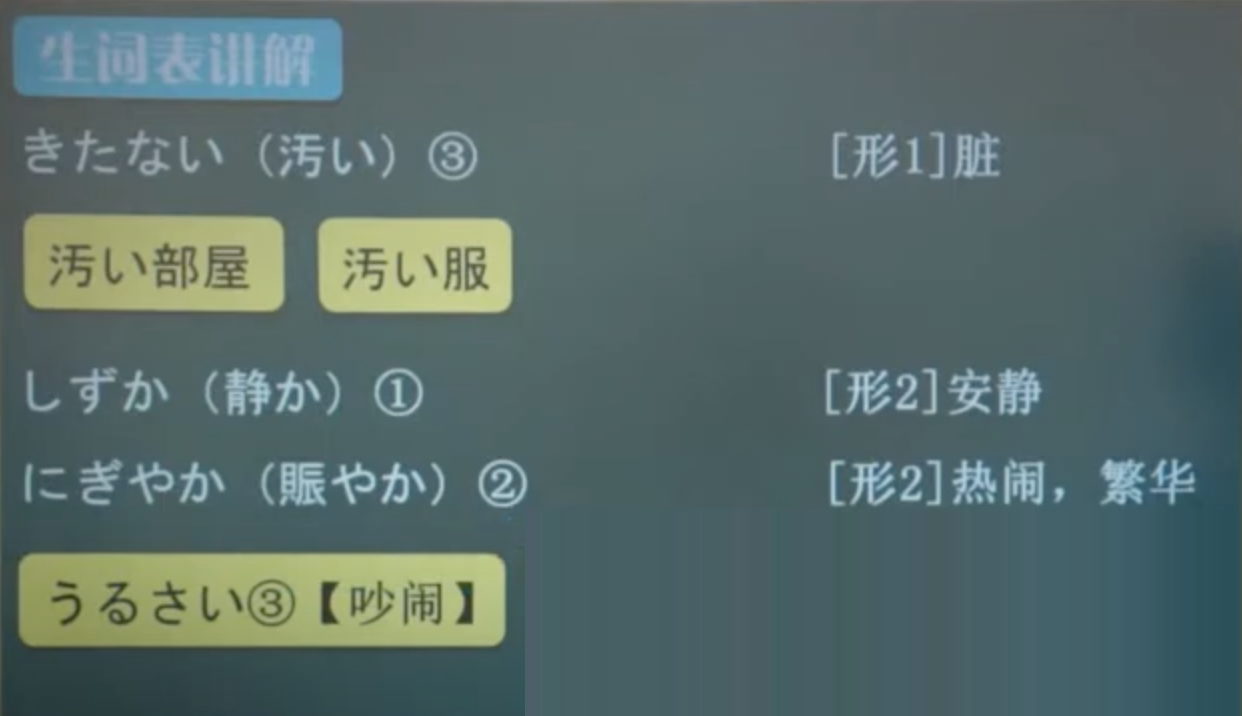 生词表讲解
きたない（汚い）③ [形1]脏
汚い部屋 汚い服
しずか（静か）① [形2]安静
にぎやか（賑やか）② [形2]热闹，繁华
うるさい③【吵闹】